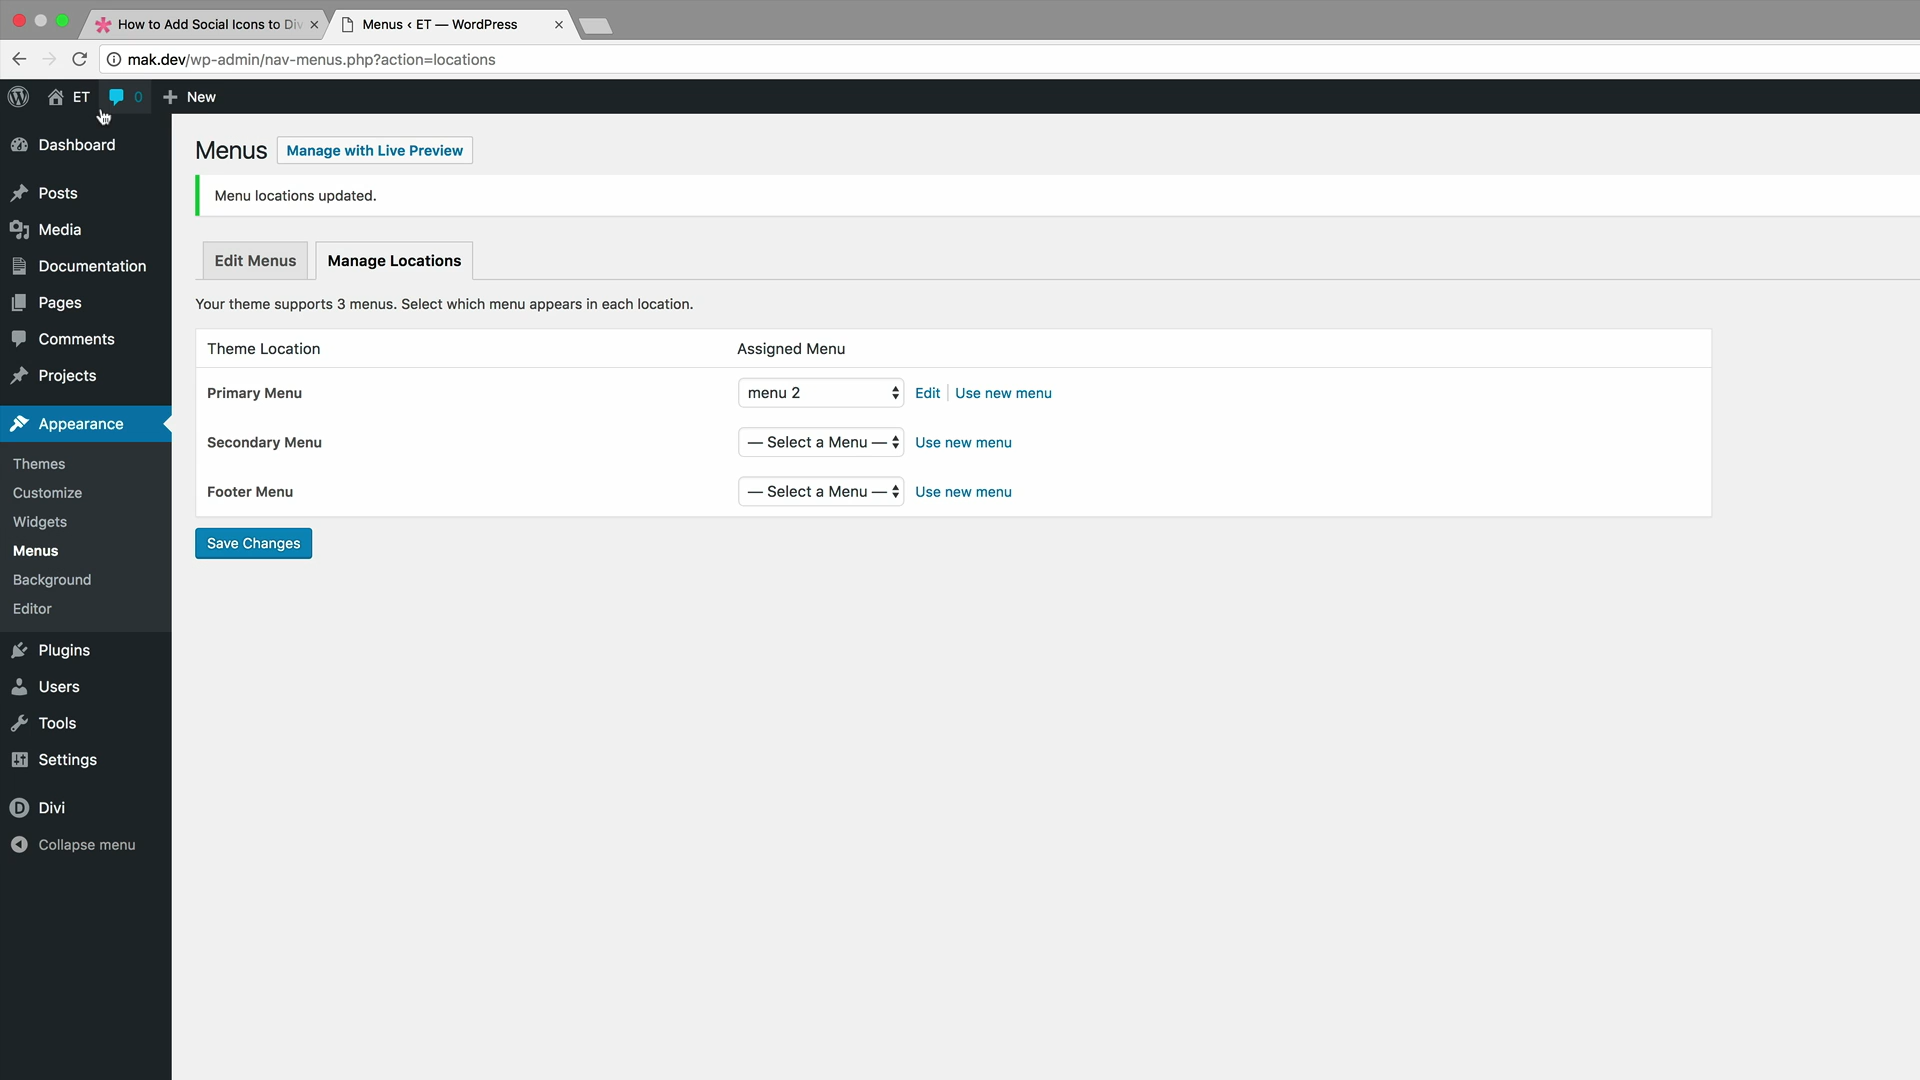 How to Add Social Icons to Div
Menus ‹ ET — WordPress
mak.dev/wp-admin/nav-menus.php?action=locations
ET 0 New
Dashboard
Posts
Media
Documentation
Pages
Comments
Projects
Appearance
Themes
Customize
Widgets
Menus
Background
Editor
Plugins
Users
Tools
Settings
Divi
Collapse menu
Menus Manage with Live Preview
Menu locations updated.
Edit Menus Manage Locations
Your theme supports 3 menus. Select which menu appears in each location.
Theme Location Assigned Menu
Primary Menu menu 2 Edit Use new menu
Secondary Menu — Select a Menu — Use new menu
Footer Menu — Select a Menu — Use new menu
Save Changes